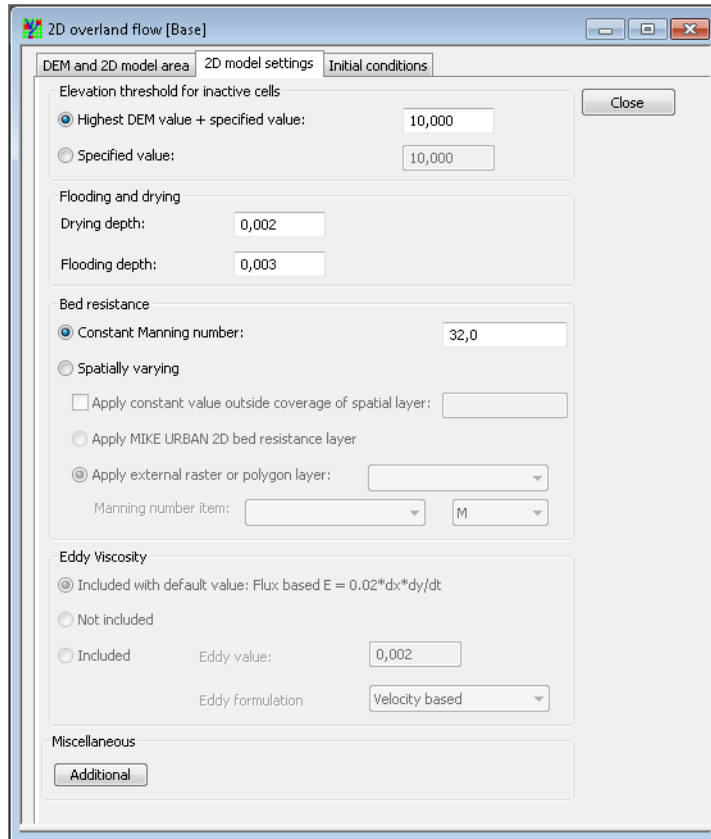 2D overland flow [Base]
DEM and 2D model area 2D model settings Initial conditions
Elevation threshold for inactive cells
Close
Highest DEM value + specified value: 10,000
Specified value: 10,000
Flooding and drying
Drying depth: 0,002
Flooding depth: 0,003
Bed resistance
Constant Manning number: 32,0
Spatially varying
Apply constant value outside coverage of spatial layer:
Apply MIKE URBAN 2D bed resistance layer
Apply external raster or polygon layer:
Manning number item: M
Eddy Viscosity
Included with default value: Flux based E = 0.02*dx*dy/dt
Not included
Included Eddy value: 0,002
Eddy formulation Velocity based
Miscellaneous
Additional